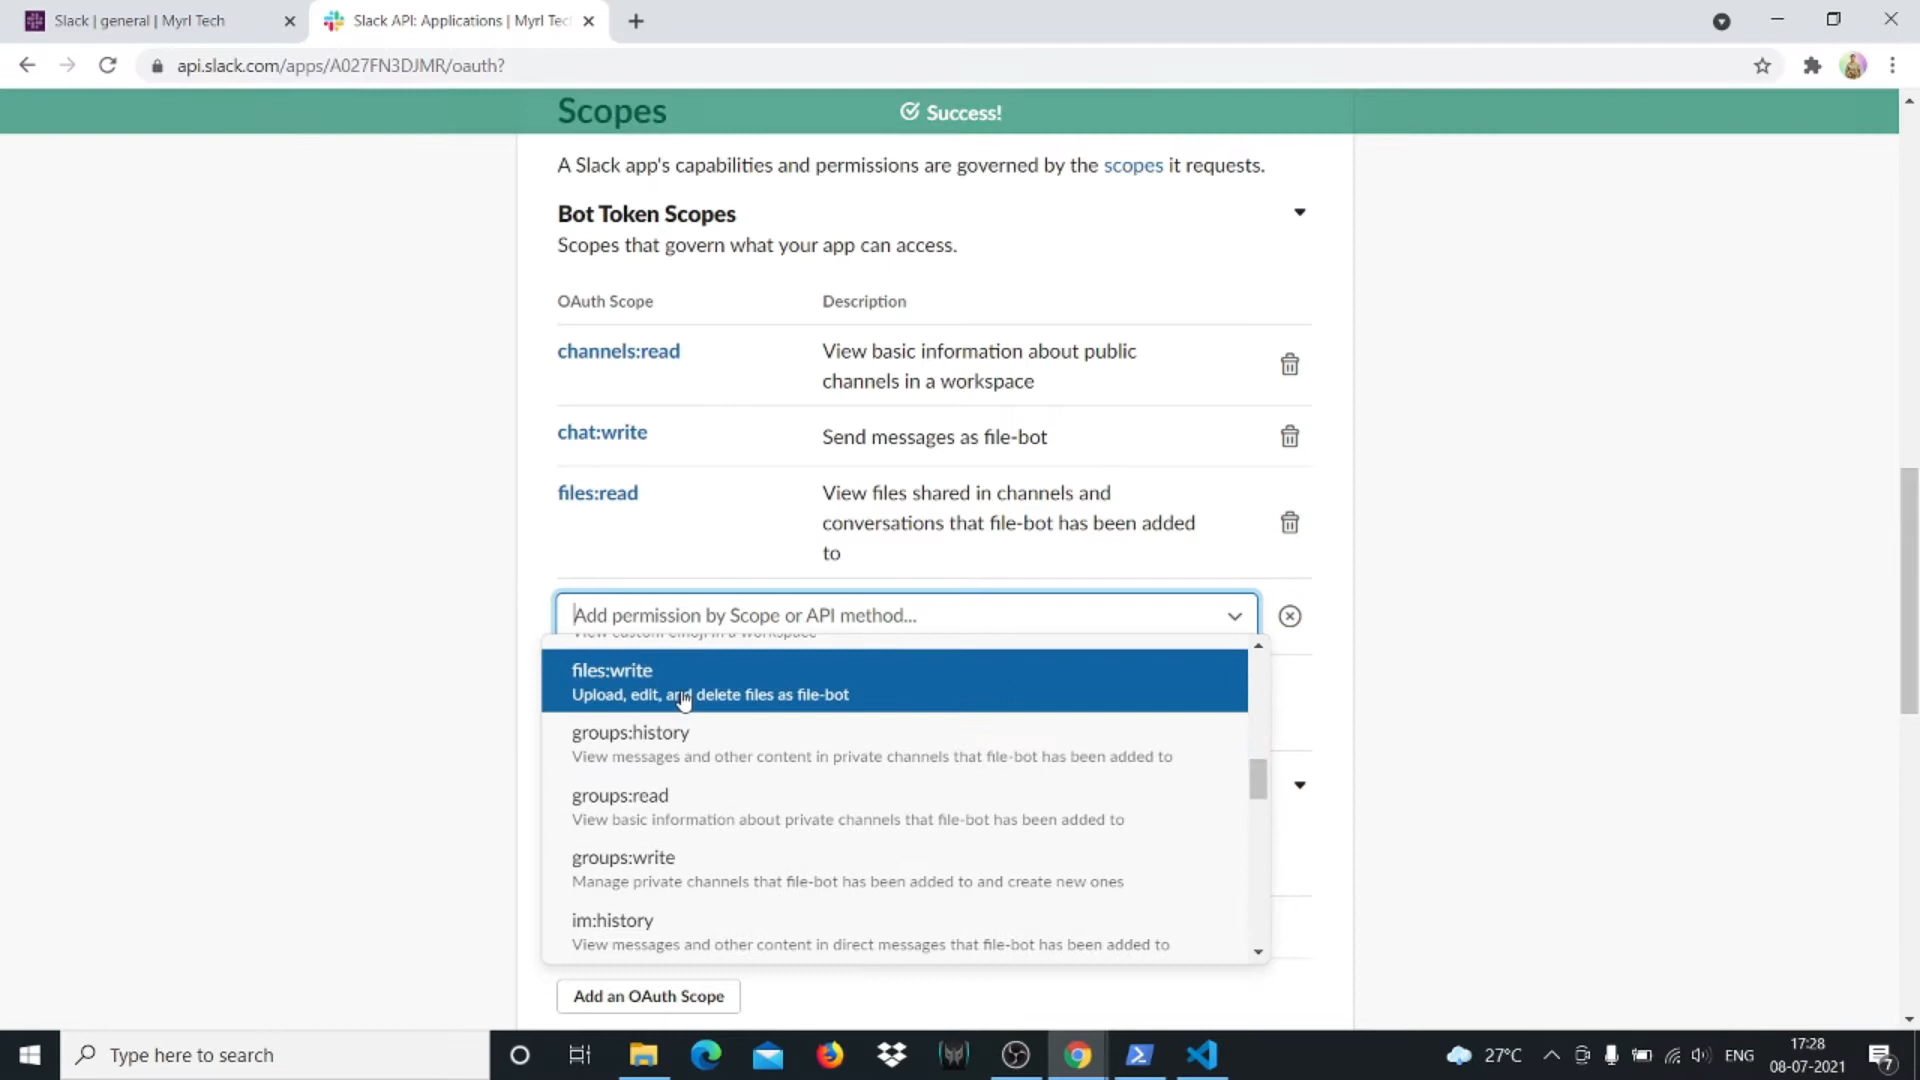 Slack | general | Myrl Tech
Slack API: Applications | Myrl Tec
api.slack.com/apps/A027FN3DJMR/oauth?
Scopes
Success!
A Slack app's capabilities and permissions are governed by the scopes it requests.
Bot Token Scopes
Scopes that govern what your app can access.
OAuth Scope
Description
channels:read
View basic information about public
channels in a workspace
chat:write
Send messages as file-bot
files:read
View files shared in channels and
conversations that file-bot has been added
to
Add permission by Scope or API method...
View custom emoji in a workspace
files:write
Upload, edit, and delete files as file-bot
groups:history
View messages and other content in private channels that file-bot has been added to
groups:read
View basic information about private channels that file-bot has been added to
groups:write
Manage private channels that file-bot has been added to and create new ones
im:history
View messages and other content in direct messages that file-bot has been added to
Add an OAuth Scope
Type here to search
27°C
ENG
17:28
08-07-2021
7